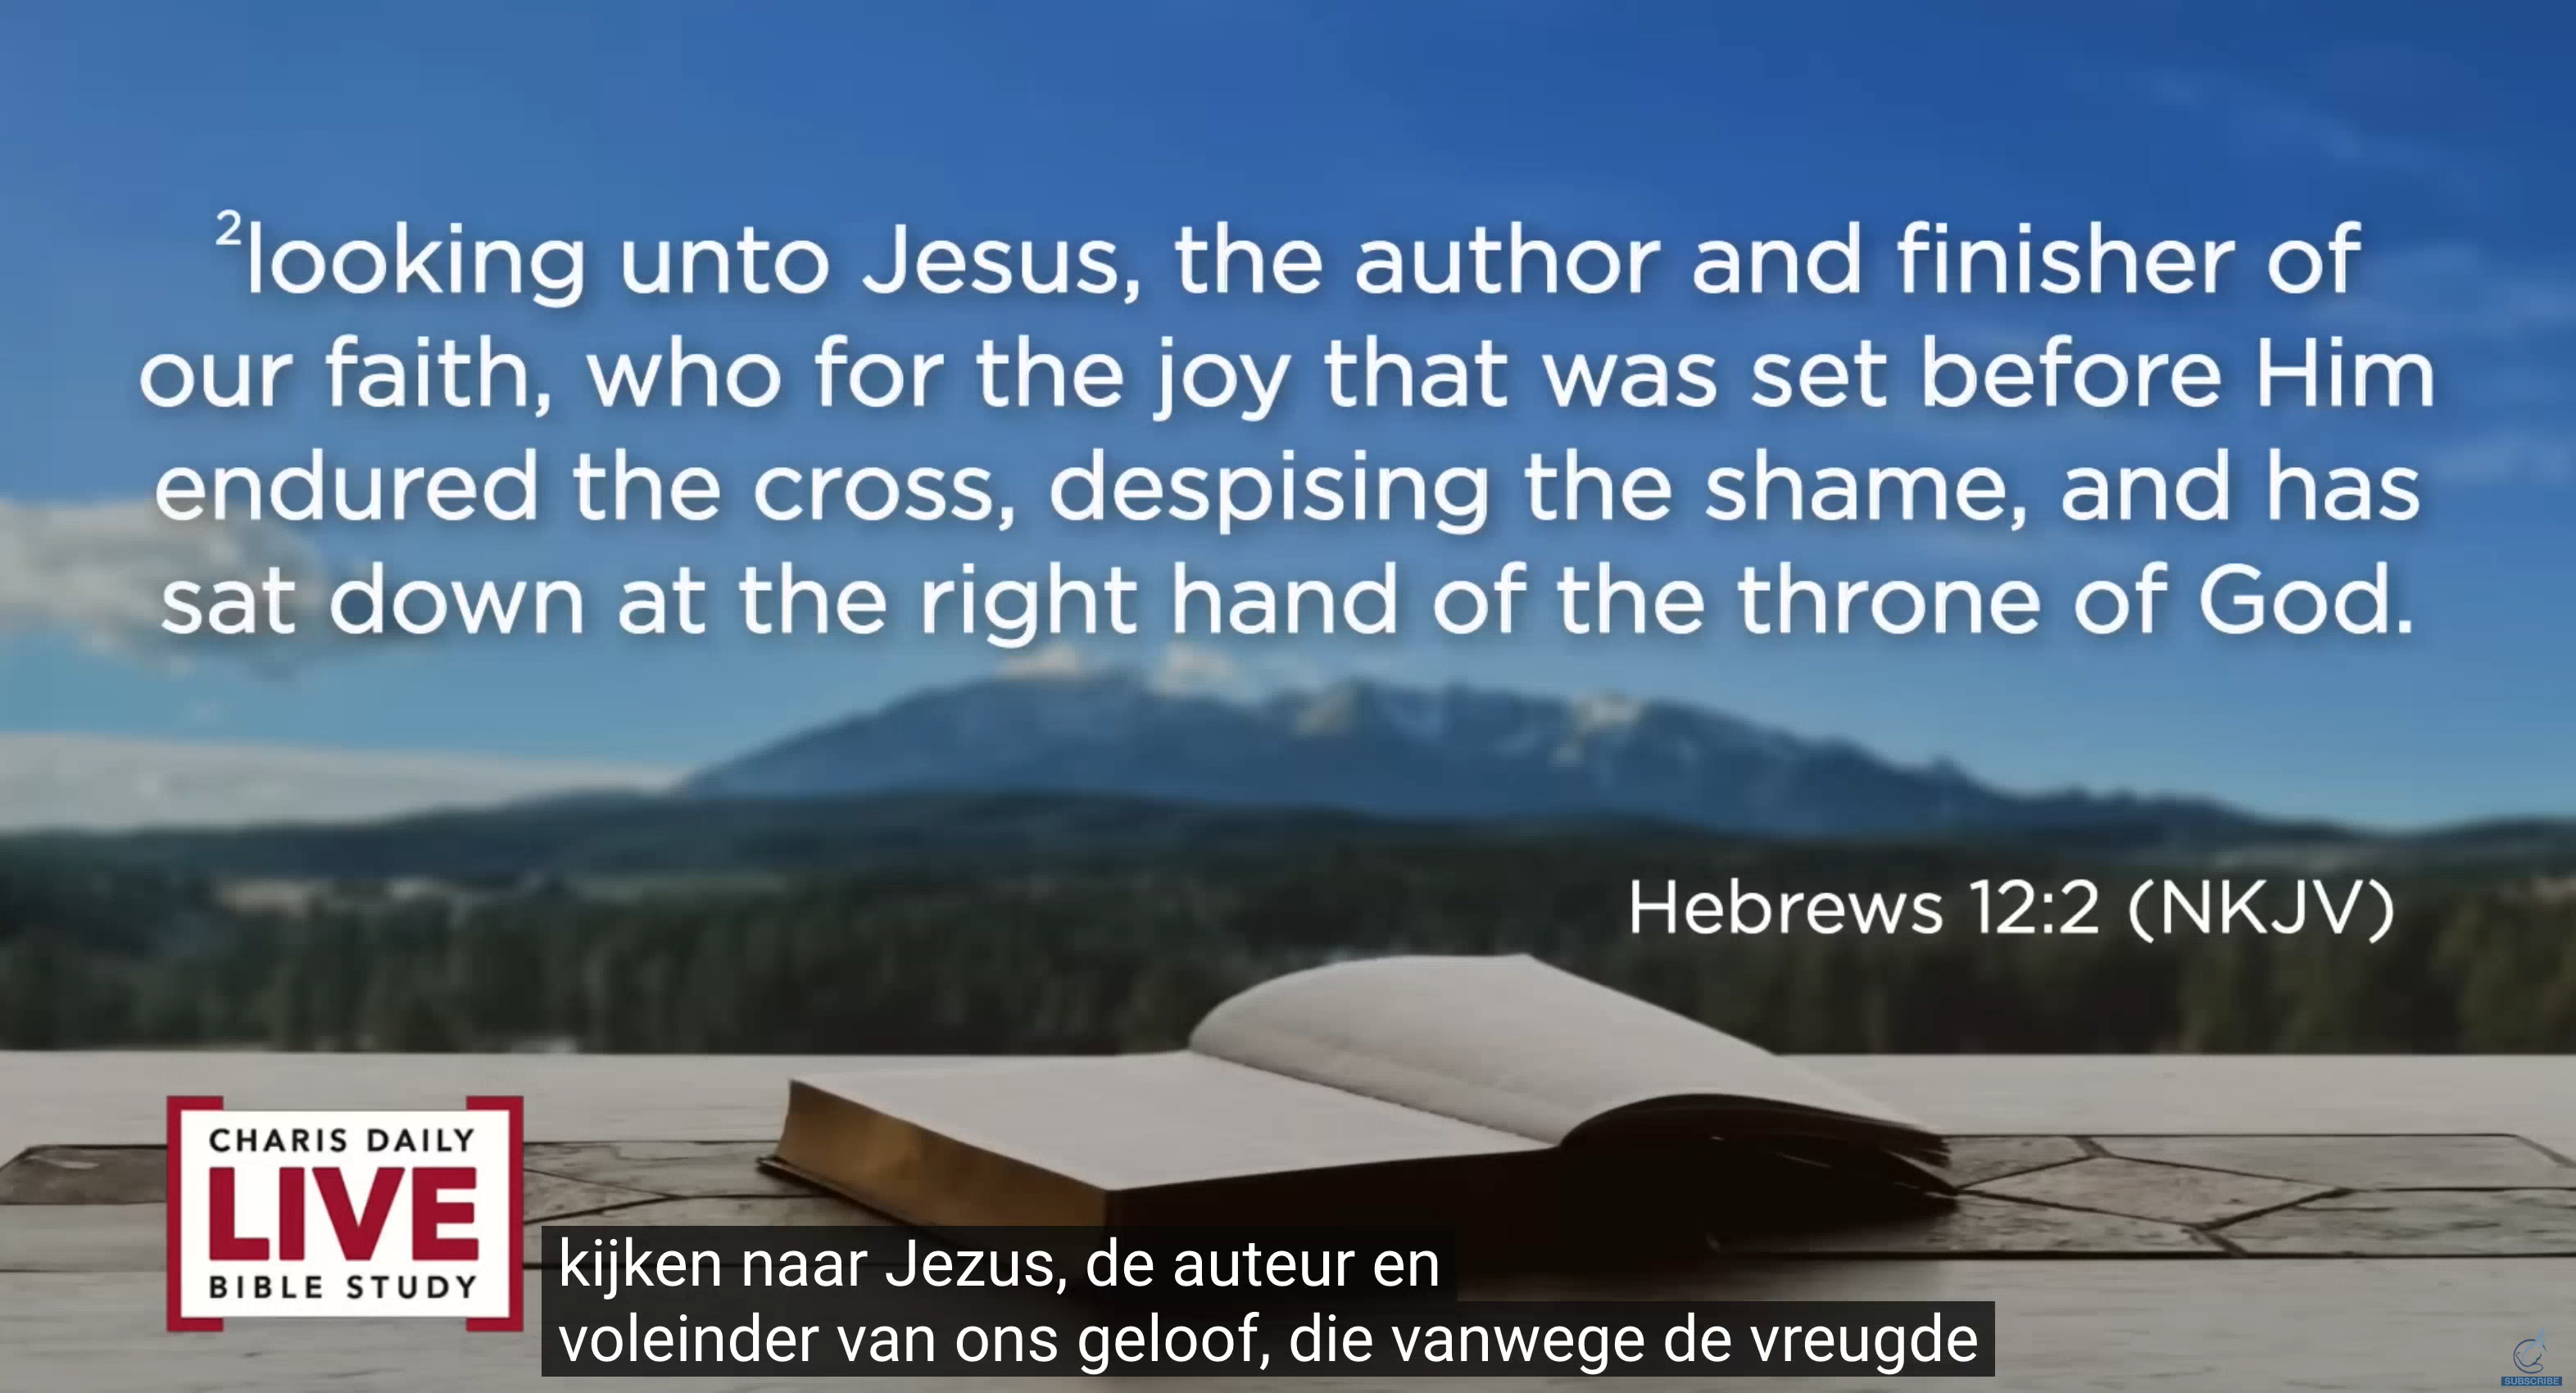 ²looking unto Jesus, the author and finisher of
our faith, who for the joy that was set before Him
endured the cross, despising the shame, and has
sat down at the right hand of the throne of God.
Hebrews 12:2 (NKJV)
CHARIS DAILY
LIVE
BIBLE STUDY
kijken naar Jezus, de auteur en
voleinder van ons geloof, die vanwege de vreugde
SUBSCRIBE